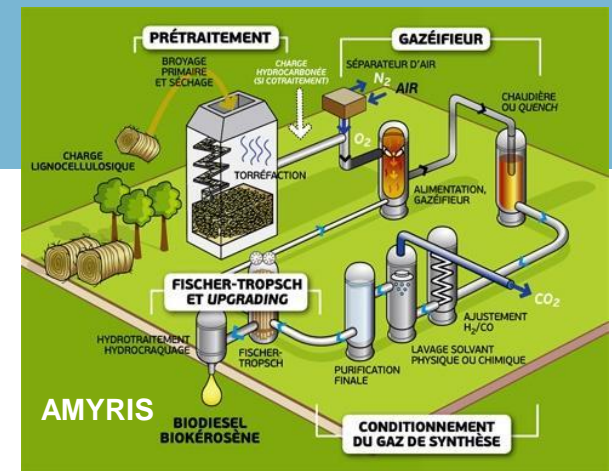 PRÉTRAITEMENT
BROYAGE
PRIMAIRE
ET SÉCHAGE
CHARGE
HYDROCARBONÉE
(SI COTRAITEMENT)
GAZÉIFIEUR
SÉPARATEUR D'AIR
N₂
AIR
O₂
CHAUDIÈRE
OU QUENCH
CHARGE
LIGNOCELLULOSIQUE
TORRÉFACTION
ALIMENTATION,
GAZÉIFIEUR
FISCHER-TROPSCH
ET UPGRADING
HYDROTRAITEMENT
HYDROCRAQUAGE
FISCHER-
TROPSCH
PURIFICATION
FINALE
LAVAGE SOLVANT
PHYSIQUE OU CHIMIQUE
AJUSTEMENT
H₂/CO
CO₂
AMYRIS
BIODIESEL
BIOKÉROSÈNE
CONDITIONNEMENT
DU GAZ DE SYNTHÈSE